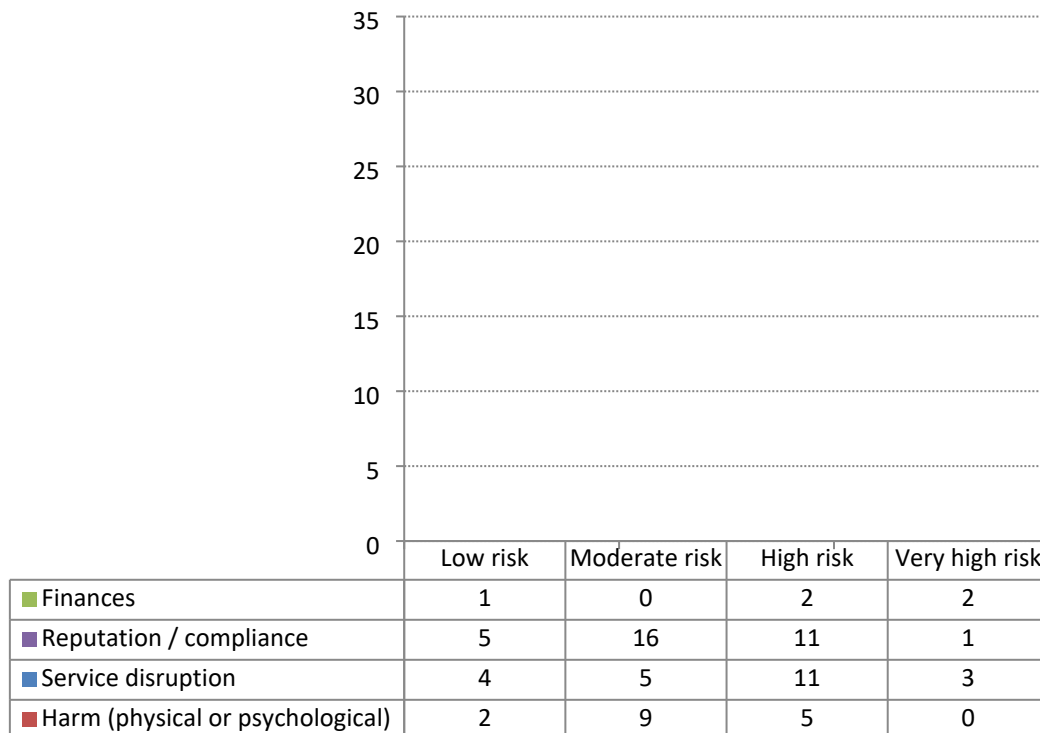 35
30
25
20
15
10
5
0
Low risk Moderate risk High risk Very high risk
Finances 1 0 2 2
Reputation / compliance 5 16 11 1
Service disruption 4 5 11 3
Harm (physical or psychological) 2 9 5 0